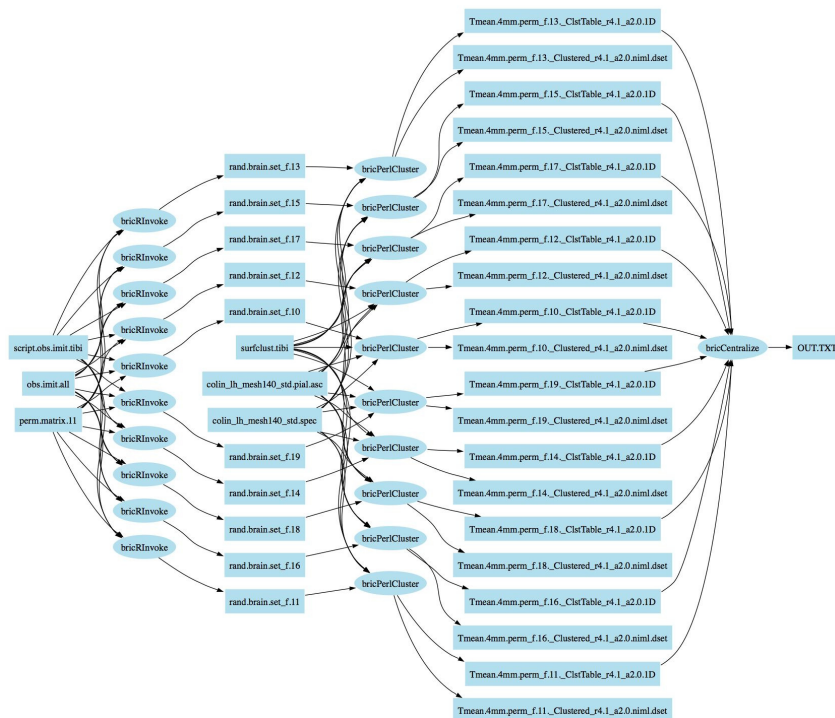 script.obs.imit.tibi
obs.imit.all
perm.matrix.11
bricRInvoke
bricRInvoke
bricRInvoke
bricRInvoke
bricRInvoke
bricRInvoke
bricRInvoke
bricRInvoke
bricRInvoke
bricRInvoke
rand.brain.set_f.13
rand.brain.set_f.15
rand.brain.set_f.17
rand.brain.set_f.12
rand.brain.set_f.10
surfclust.tibi
colin_lh_mesh140_std.pial.asc
colin_lh_mesh140_std.spec
rand.brain.set_f.19
rand.brain.set_f.14
rand.brain.set_f.18
rand.brain.set_f.16
rand.brain.set_f.11
bricPerlCluster
bricPerlCluster
bricPerlCluster
bricPerlCluster
bricPerlCluster
bricPerlCluster
bricPerlCluster
bricPerlCluster
bricPerlCluster
bricPerlCluster
Tmean.4mm.perm_f.13._ClstTable_r4.1_a2.0.1D
Tmean.4mm.perm_f.13._Clustered_r4.1_a2.0.niml.dset
Tmean.4mm.perm_f.15._ClstTable_r4.1_a2.0.1D
Tmean.4mm.perm_f.15._Clustered_r4.1_a2.0.niml.dset
Tmean.4mm.perm_f.17._ClstTable_r4.1_a2.0.1D
Tmean.4mm.perm_f.17._Clustered_r4.1_a2.0.niml.dset
Tmean.4mm.perm_f.12._ClstTable_r4.1_a2.0.1D
Tmean.4mm.perm_f.12._Clustered_r4.1_a2.0.niml.dset
Tmean.4mm.perm_f.10._ClstTable_r4.1_a2.0.1D
Tmean.4mm.perm_f.10._Clustered_r4.1_a2.0.niml.dset
Tmean.4mm.perm_f.19._ClstTable_r4.1_a2.0.1D
Tmean.4mm.perm_f.19._Clustered_r4.1_a2.0.niml.dset
Tmean.4mm.perm_f.14._ClstTable_r4.1_a2.0.1D
Tmean.4mm.perm_f.14._Clustered_r4.1_a2.0.niml.dset
Tmean.4mm.perm_f.18._ClstTable_r4.1_a2.0.1D
Tmean.4mm.perm_f.18._Clustered_r4.1_a2.0.niml.dset
Tmean.4mm.perm_f.16._ClstTable_r4.1_a2.0.1D
Tmean.4mm.perm_f.16._Clustered_r4.1_a2.0.niml.dset
Tmean.4mm.perm_f.11._ClstTable_r4.1_a2.0.1D
Tmean.4mm.perm_f.11._Clustered_r4.1_a2.0.niml.dset
bricCentralize
OUT.TXT